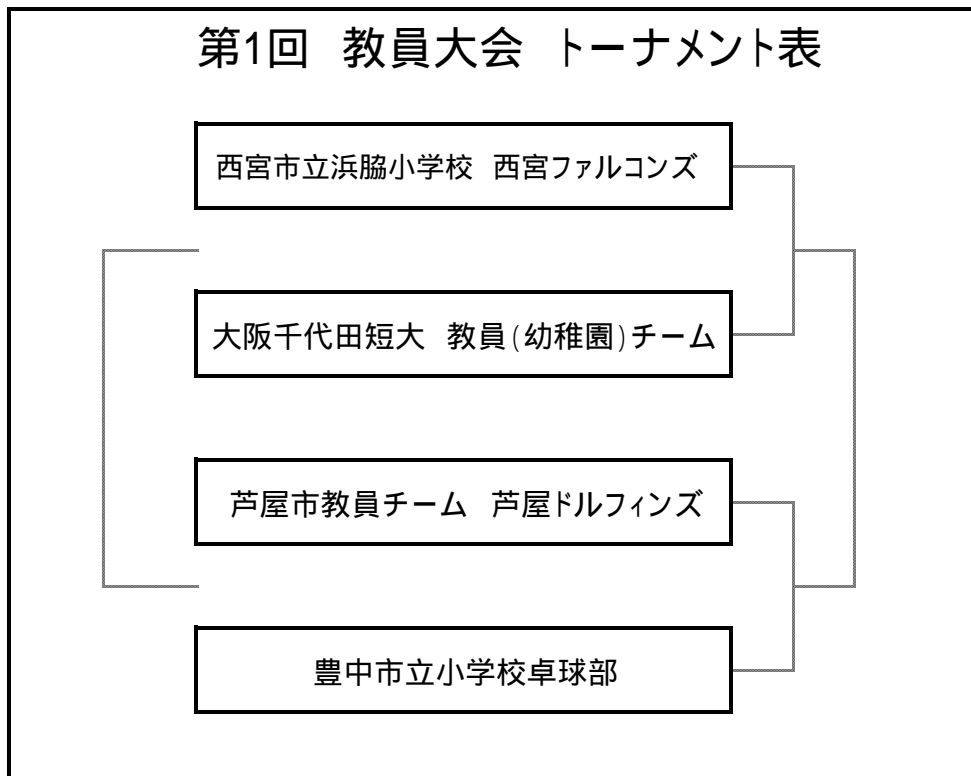 第1回　教員大会　トーナメント表
西宮市立浜脇小学校　西宮ファルコンズ
大阪千代田短大　教員(幼稚園)チーム
芦屋市教員チーム　芦屋ドルフィンズ
豊中市立小学校卓球部